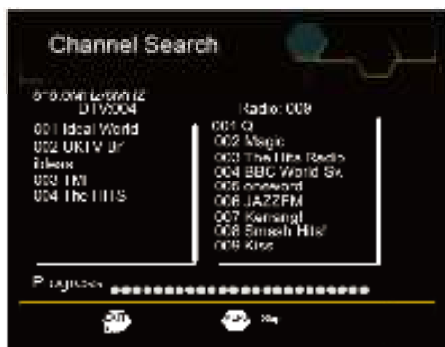 Channel Search
DTV:004
001 Ideal World
002 UKTV Br
ideas
003 TMF
004 The HITS
Radio: 009
001 Q
002 Magic
003 The Hits Radio
004 BBC World Sv.
005 oneword
006 JAZZFM
007 Kerrang!
008 Smash Hits!
009 Kiss
Progress